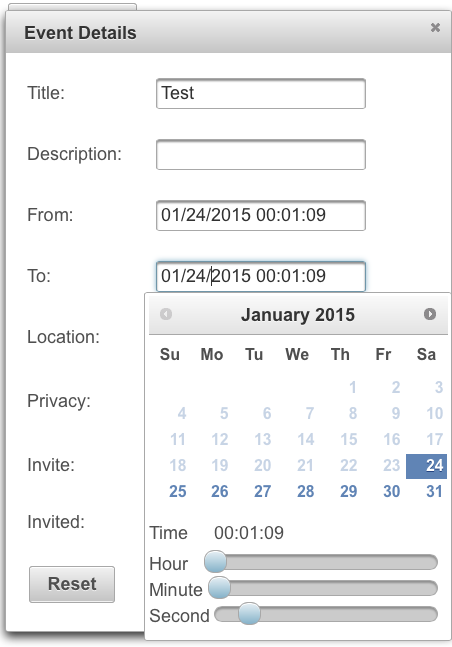 Event Details
Title: Test
Description:
From: 01/24/2015 00:01:09
To: 01/24/2015 00:01:09
Location:
Privacy:
Invite:
Invited:
Reset
January 2015
Su Mo Tu We Th Fr Sa
1 2 3
4 5 6 7 8 9 10
11 12 13 14 15 16 17
18 19 20 21 22 23 24
25 26 27 28 29 30 31
Time 00:01:09
Hour
Minute
Second